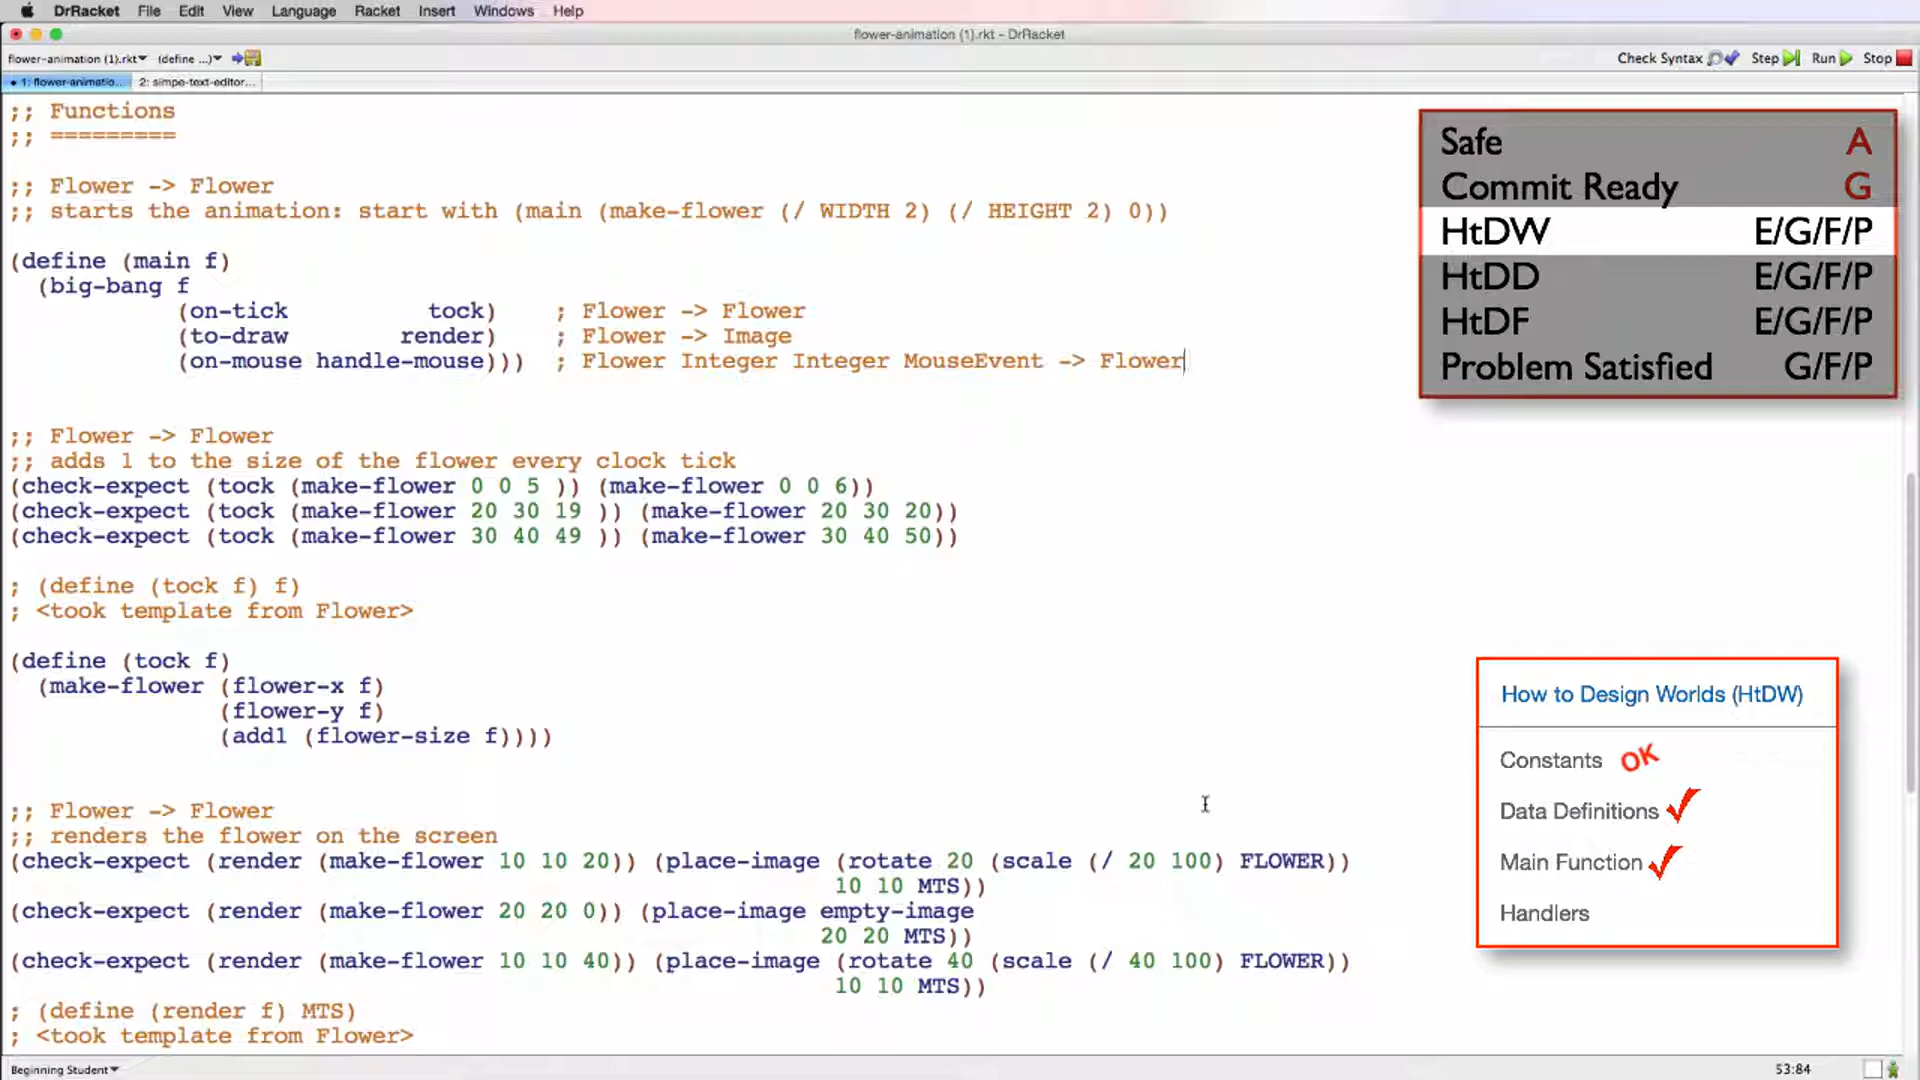 DrRacket File Edit View Language Racket Insert Windows Help
flower-animation (1).rkt - DrRacket
flower-animation (1).rkt▾ (define ...)▾
Check Syntax Step Run Stop
1: flower-animatio... 2: simpe-text-editor...
;; Functions
;; =========
;; Flower -> Flower
;; starts the animation: start with (main (make-flower (/ WIDTH 2) (/ HEIGHT 2) 0))
(define (main f)
(big-bang f
(on-tick tock) ; Flower -> Flower
(to-draw render) ; Flower -> Image
(on-mouse handle-mouse))) ; Flower Integer Integer MouseEvent -> Flower
;; Flower -> Flower
;; adds 1 to the size of the flower every clock tick
(check-expect (tock (make-flower 0 0 5 )) (make-flower 0 0 6))
(check-expect (tock (make-flower 20 30 19 )) (make-flower 20 30 20))
(check-expect (tock (make-flower 30 40 49 )) (make-flower 30 40 50))
; (define (tock f) f)
; <took template from Flower>
(define (tock f)
(make-flower (flower-x f)
(flower-y f)
(add1 (flower-size f))))
;; Flower -> Flower
;; renders the flower on the screen
(check-expect (render (make-flower 10 10 20)) (place-image (rotate 20 (scale (/ 20 100) FLOWER))
10 10 MTS))
(check-expect (render (make-flower 20 20 0)) (place-image empty-image
20 20 MTS))
(check-expect (render (make-flower 10 10 40)) (place-image (rotate 40 (scale (/ 40 100) FLOWER))
10 10 MTS))
; (define (render f) MTS)
; <took template from Flower>
Safe A
Commit Ready G
HtDW E/G/F/P
HtDD E/G/F/P
HtDF E/G/F/P
Problem Satisfied G/F/P
How to Design Worlds (HtDW)
Constants OK
Data Definitions
Main Function
Handlers
Beginning Student▾ 53:84